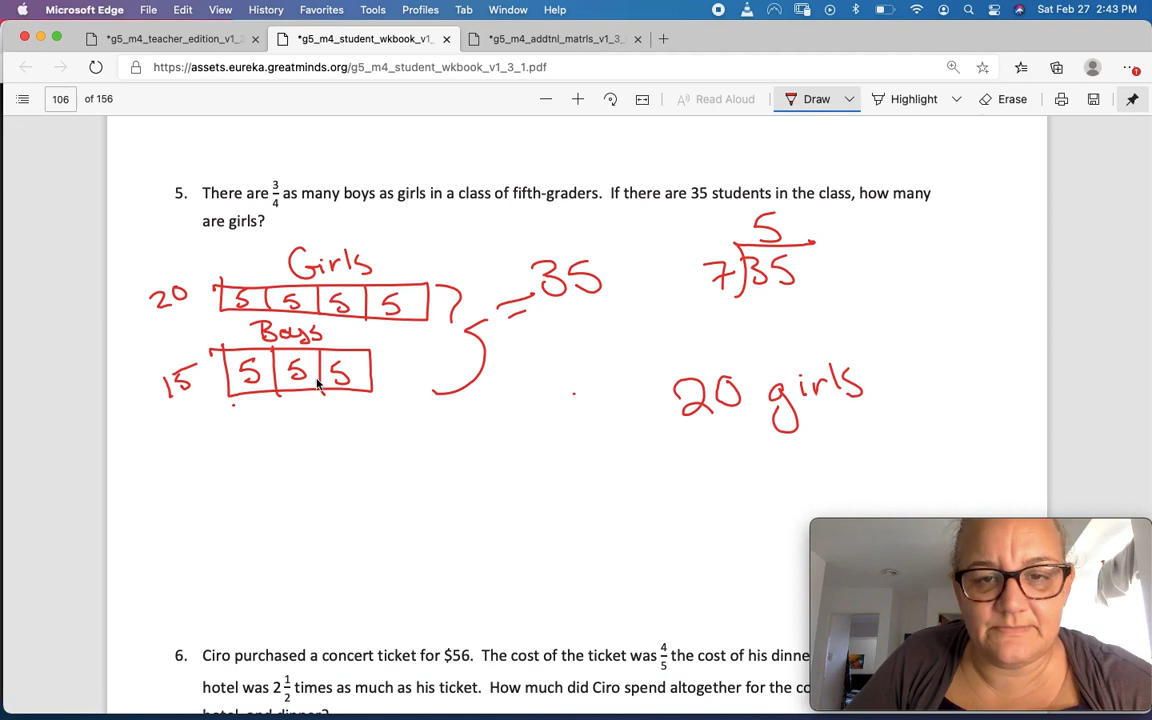 Microsoft Edge File Edit View History Favorites Tools Profiles Tab Window Help Sat Feb 27 2:43 PM
*g5_m4_teacher_edition_v1_ *g5_m4_student_wkbook_v1_ *g5_m4_addtnl_matrls_v1_3_
https://assets.eureka.greatminds.org/g5_m4_student_wkbook_v1_3_1.pdf
106 of 156 Read Aloud Draw Highlight Erase
5. There are 3/4 as many boys as girls in a class of fifth-graders. If there are 35 students in the class, how many
are girls?
Girls
20 5 5 5 5 = 35
Boys
15 5 5 5
5
7)35
20 girls
6. Ciro purchased a concert ticket for $56. The cost of the ticket was 4/5 the cost of his dinne
hotel was 2 1/2 times as much as his ticket. How much did Ciro spend altogether for the co
hotel, and dinner?